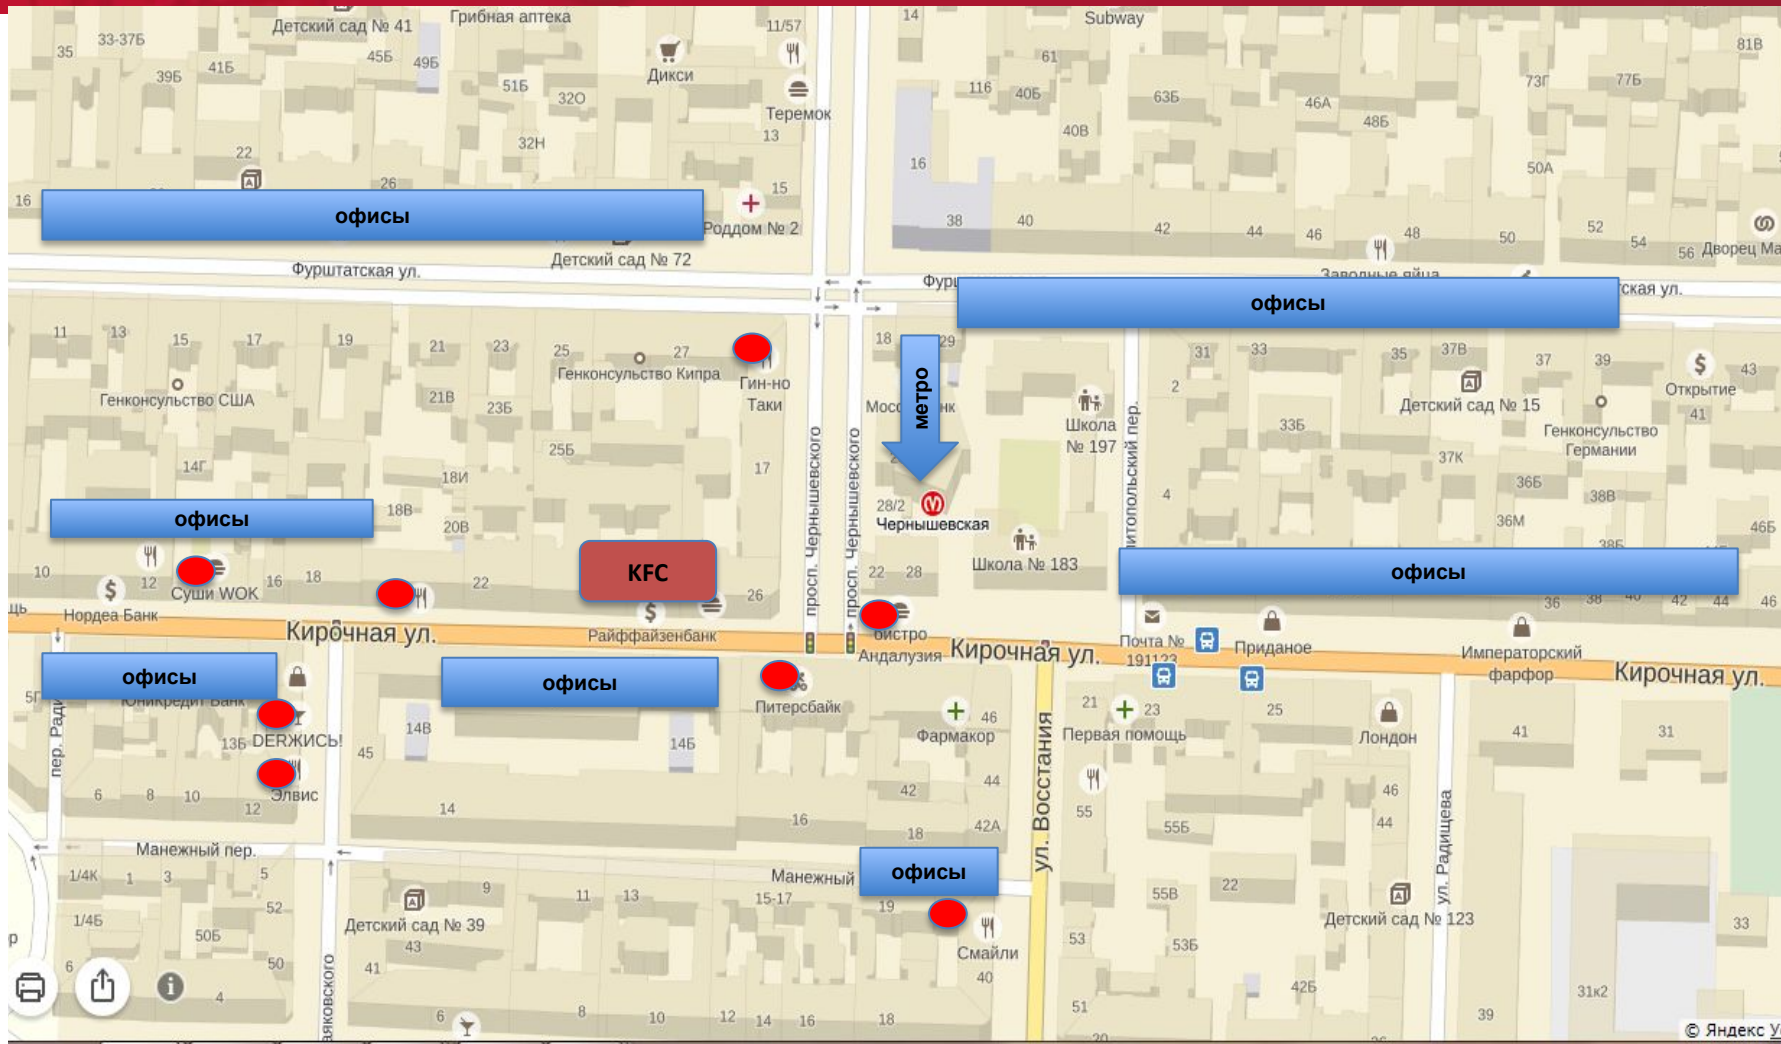 Детский сад № 41
Грибная аптека
11/57
14
Subway
81В
33-37Б
35
39Б
41Б
45Б
49Б
51Б
32О
Дикси
Теремок
13
61
116
40Б
63Б
46А
48Б
73Г
77Б
32Н
40В
22
26
16
15
16
50А
офисы
Роддом № 2
38
40
42
44
46
48
50
52
54
56
Дворец Ма
Детский сад № 72
Фурштатская ул.
Заводные яйца
офисы
ская ул.
11
13
15
17
19
21
23
25
27
18
29
31
33
35
37В
37
39
43
Генконсульство США
Генконсульство Кипра
Гин-но
Таки
метро
2
Детский сад № 15
Открытие
41
21В
23Б
Школа
№ 197
33Б
Генконсульство
Германии
25Б
14Г
18И
17
просп. Чернышевского
просп. Чернышевского
37К
36Б
38В
4
офисы
18В
20В
28/2
Чернышевская
36М
46Б
10
12
16
18
22
KFC
26
22
28
Школа № 183
офисы
Суши WOK
Нордеа Банк
36
38
40
42
44
46
Кирочная ул.
Райффайзенбанк
бистро
Андалузия
Кирочная ул.
Почта №
191123
Приданое
Императорский
фарфор
Кирочная ул.
офисы
офисы
Питерсбайк
ЮниКредит Банк
13Б
DERЖИСЬ!
45
14В
14Б
46
Фармакор
21
23
Первая помощь
25
Лондон
41
31
Элвис
6
8
10
12
14
16
42
44
18
42А
ул. Восстания
55
55Б
46
44
ул. Радищева
Манежный пер.
Манежный
офисы
1/4К
1
3
5
9
11
13
15-17
19
55В
22
1/4Б
52
50Б
Детский сад № 39
43
Смайли
40
53
53Б
Детский сад № 123
33
6
50
41
4
6
8
10
12
14
16
18
51
42Б
39
31к2
© Яндекс